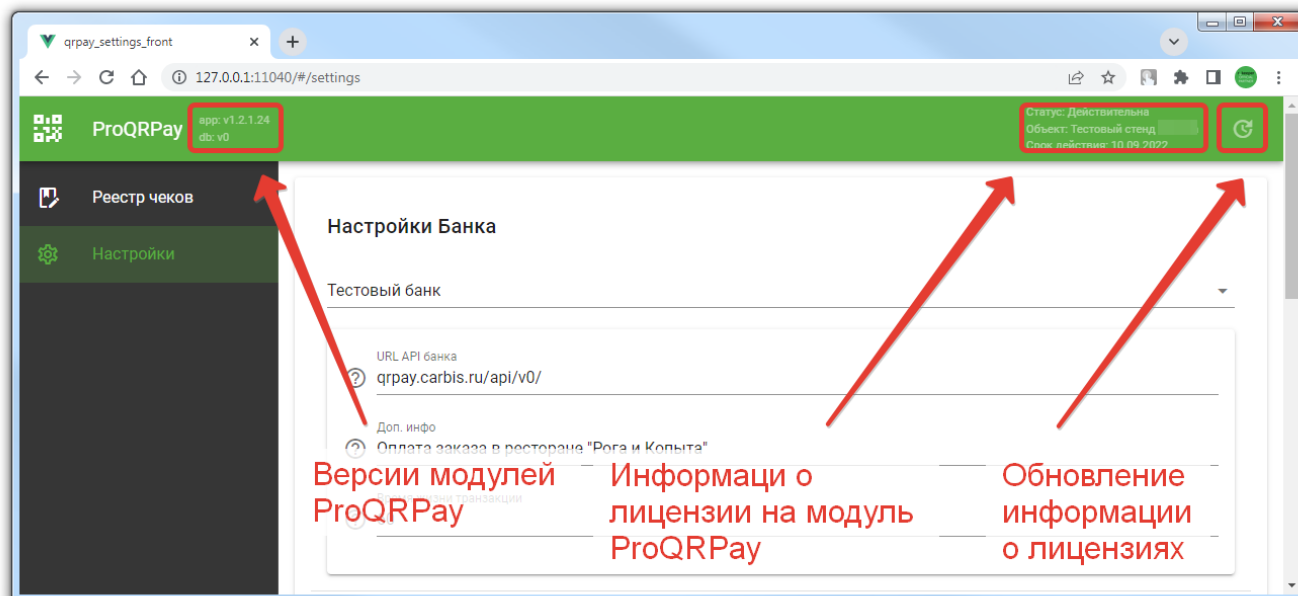 qrpay_settings_front
127.0.0.1:11040/#/settings
ProQRPay
app: v1.2.1.24
db: v0
Статус: Действительна
Объект: Тестовый стенд
Срок действия: 10.09.2022
Реестр чеков
Настройки
Настройки Банка
Тестовый банк
URL API банка
qrpay.carbis.ru/api/v0/
Доп. инфо
Оплата заказа в ресторане "Рога и Копыта"
транзакции
Версии модулей
ProQRPay
Информаци о
лицензии на модуль
ProQRPay
Обновление
информации
о лицензиях